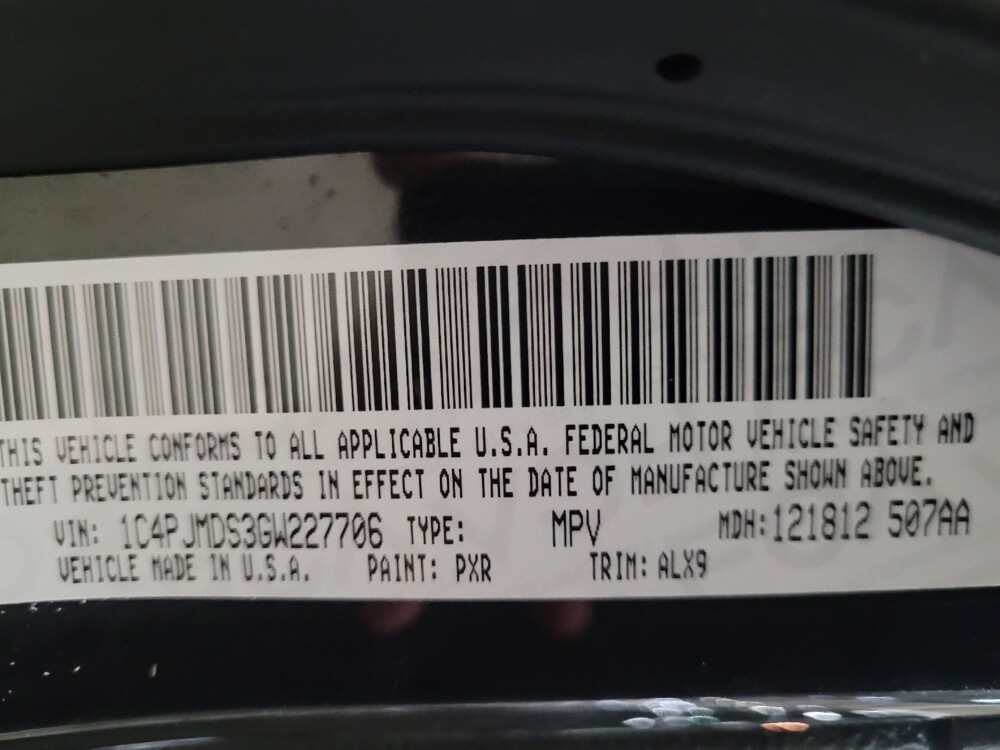 THIS VEHICLE CONFORMS TO ALL APPLICABLE U.S.A. FEDERAL MOTOR VEHICLE SAFETY AND
THEFT PREVENTION STANDARDS IN EFFECT ON THE DATE OF MANUFACTURE SHOWN ABOVE.
VIN: 1C4PJMDS3GW227706 TYPE: MPV MDH:121812 507AA
VEHICLE MADE IN U.S.A. PAINT: PXR TRIM: ALX9